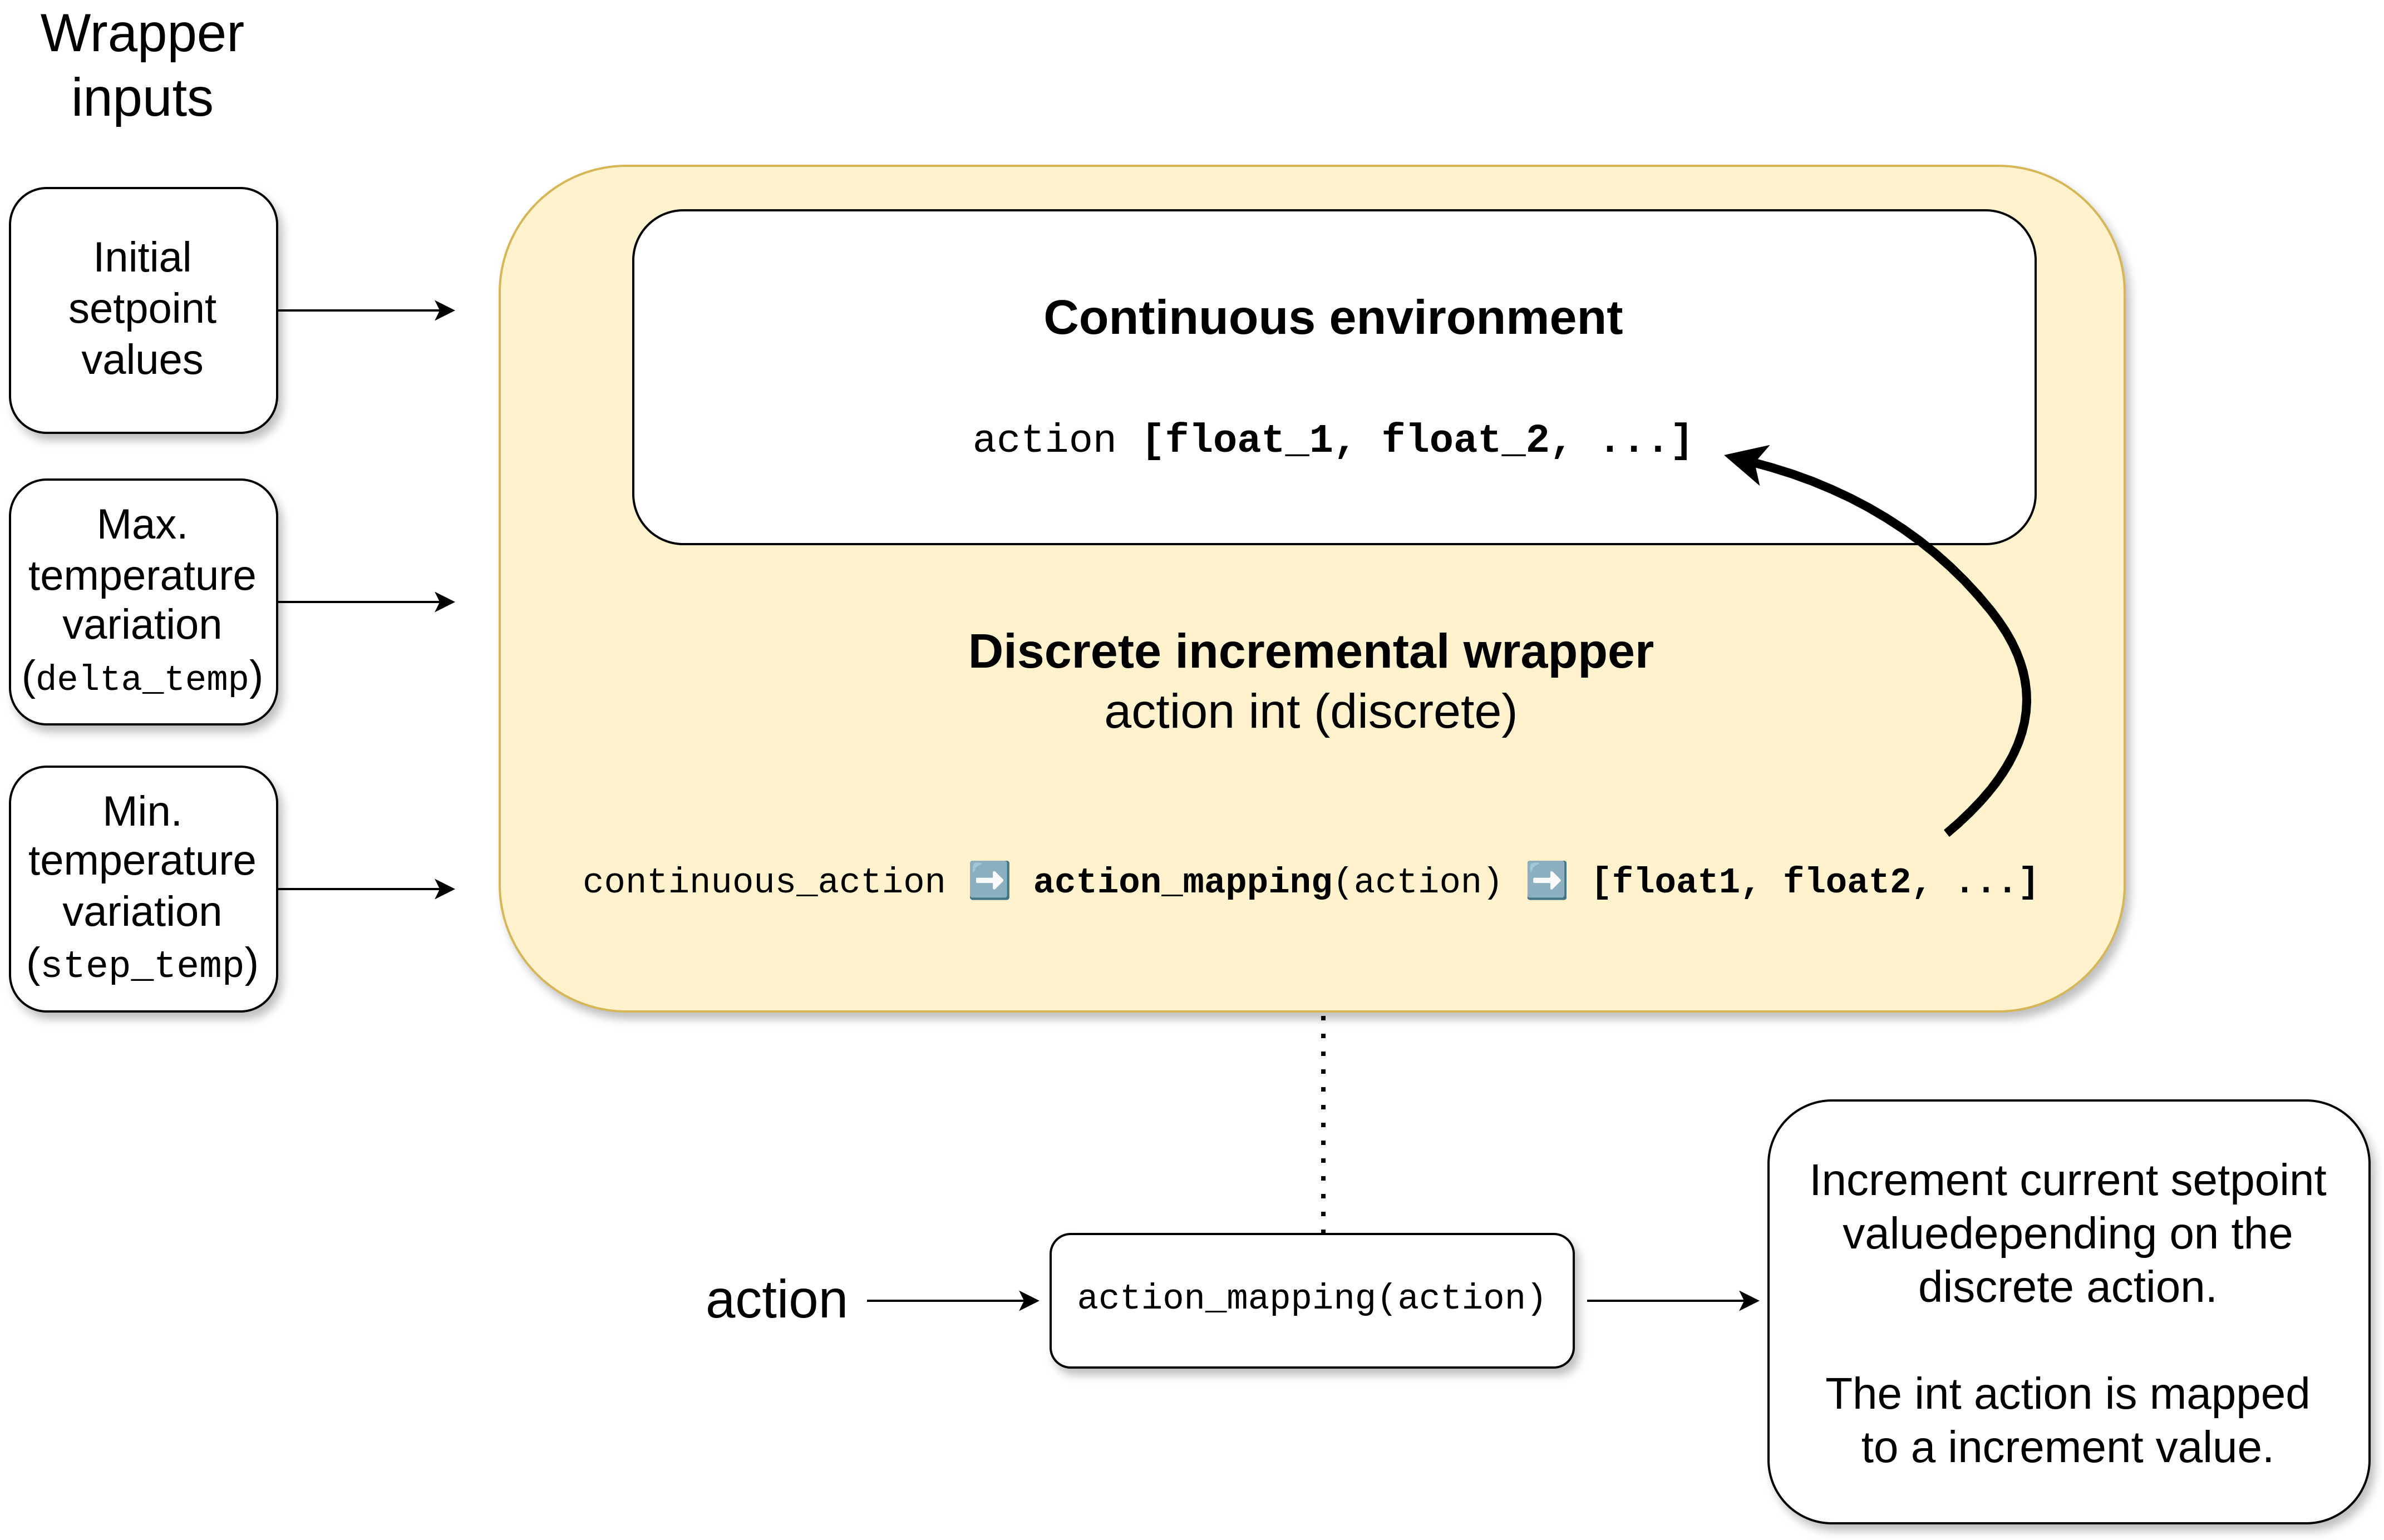 Wrapper
inputs
Initial
setpoint
values
Max.
temperature
variation
(delta_temp)
Min.
temperature
variation
(step_temp)
Continuous environment
action [float_1, float_2, ...]
Discrete incremental wrapper
action int (discrete)
continuous_action ➡️ action_mapping(action) ➡️ [float1, float2, ...]
action
action_mapping(action)
Increment current setpoint
valuedepending on the
discrete action.
The int action is mapped
to a increment value.